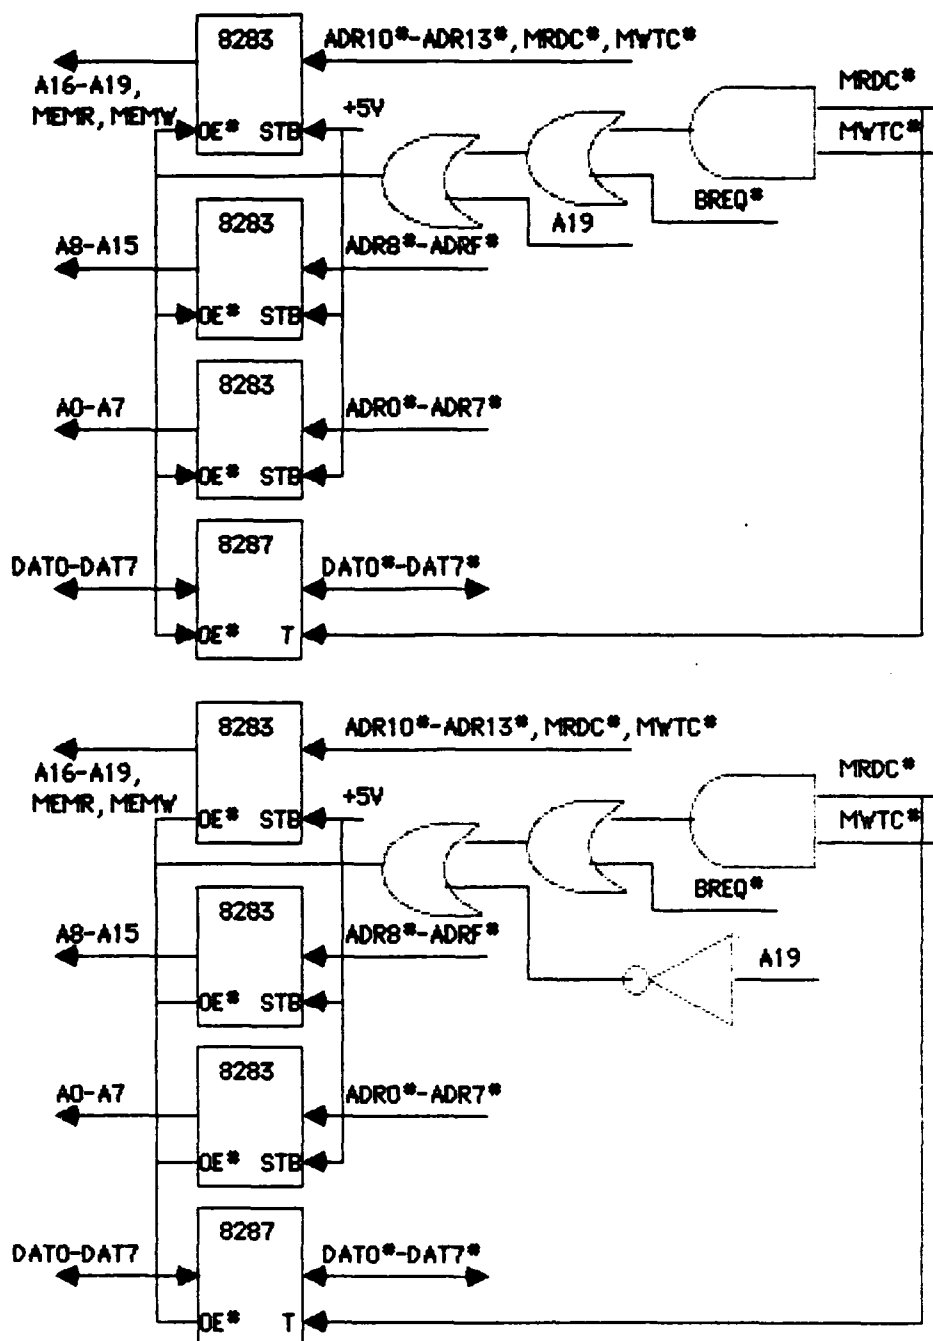 8283
ADR10*-ADR13*, MRDC*, MWTC*
A16-A19,
MEMR, MEMW
+5V
MRDC*
OE* STB
MWTC*
BREQ*
8283
A19
A8-A15
ADR8*-ADRF*
OE* STB
8283
A0-A7
ADR0*-ADR7*
OE* STB
8287
DAT0-DAT7
DAT0*-DAT7*
OE* T
8283
ADR10*-ADR13*, MRDC*, MWTC*
A16-A19,
MEMR, MEMW
+5V
MRDC*
OE* STB
MWTC*
BREQ*
8283
A8-A15
ADR8*-ADRF*
A19
OE* STB
8283
A0-A7
ADR0*-ADR7*
OE* STB
8287
DAT0-DAT7
DAT0*-DAT7*
OE* T